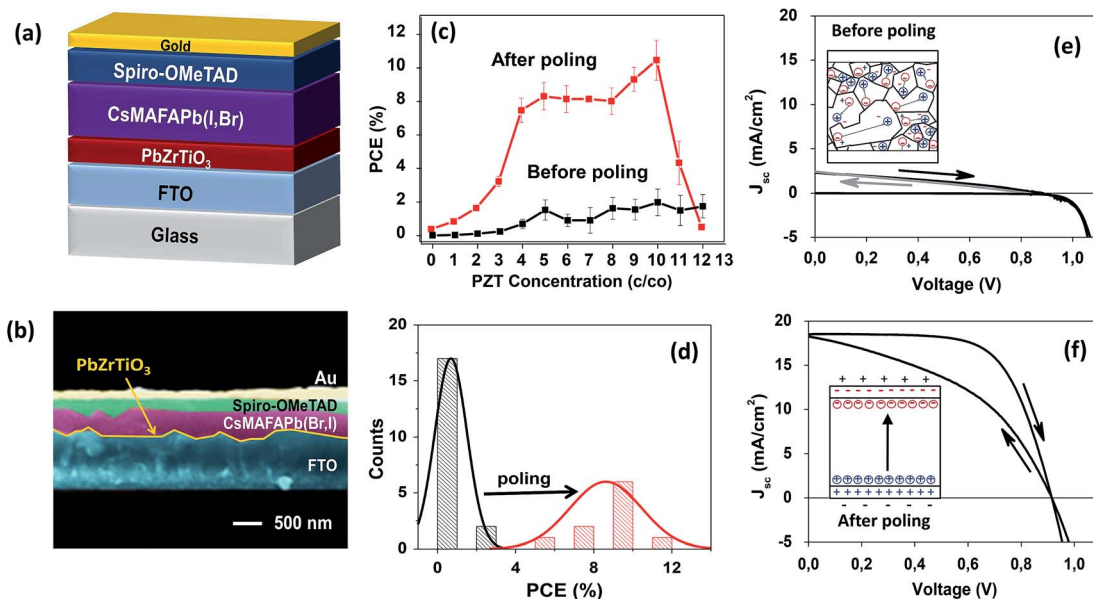 (a)
Gold
Spiro-OMeTAD
CsMAFAPb(I,Br)
PbZrTiO3
FTO
Glass
(b)
PbZrTiO3
Au
Spiro-OMeTAD
CsMAFAPb(Br,I)
FTO
500 nm
(c)
After poling
Before poling
PCE (%)
12
10
8
6
4
2
0
0 1 2 3 4 5 6 7 8 9 10 11 12 13
PZT Concentration (c/co)
(d)
poling
Counts
20
15
10
5
0
0 4 8 12
PCE (%)
(e)
Before poling
Jsc (mA/cm2)
20
15
10
5
0
-5
0,0 0,2 0,4 0,6 0,8 1,0
Voltage (V)
(f)
+ + + + +
After poling
Jsc (mA/cm2)
20
15
10
5
0
-5
0,0 0,2 0,4 0,6 0,8 1,0
Voltage (V)